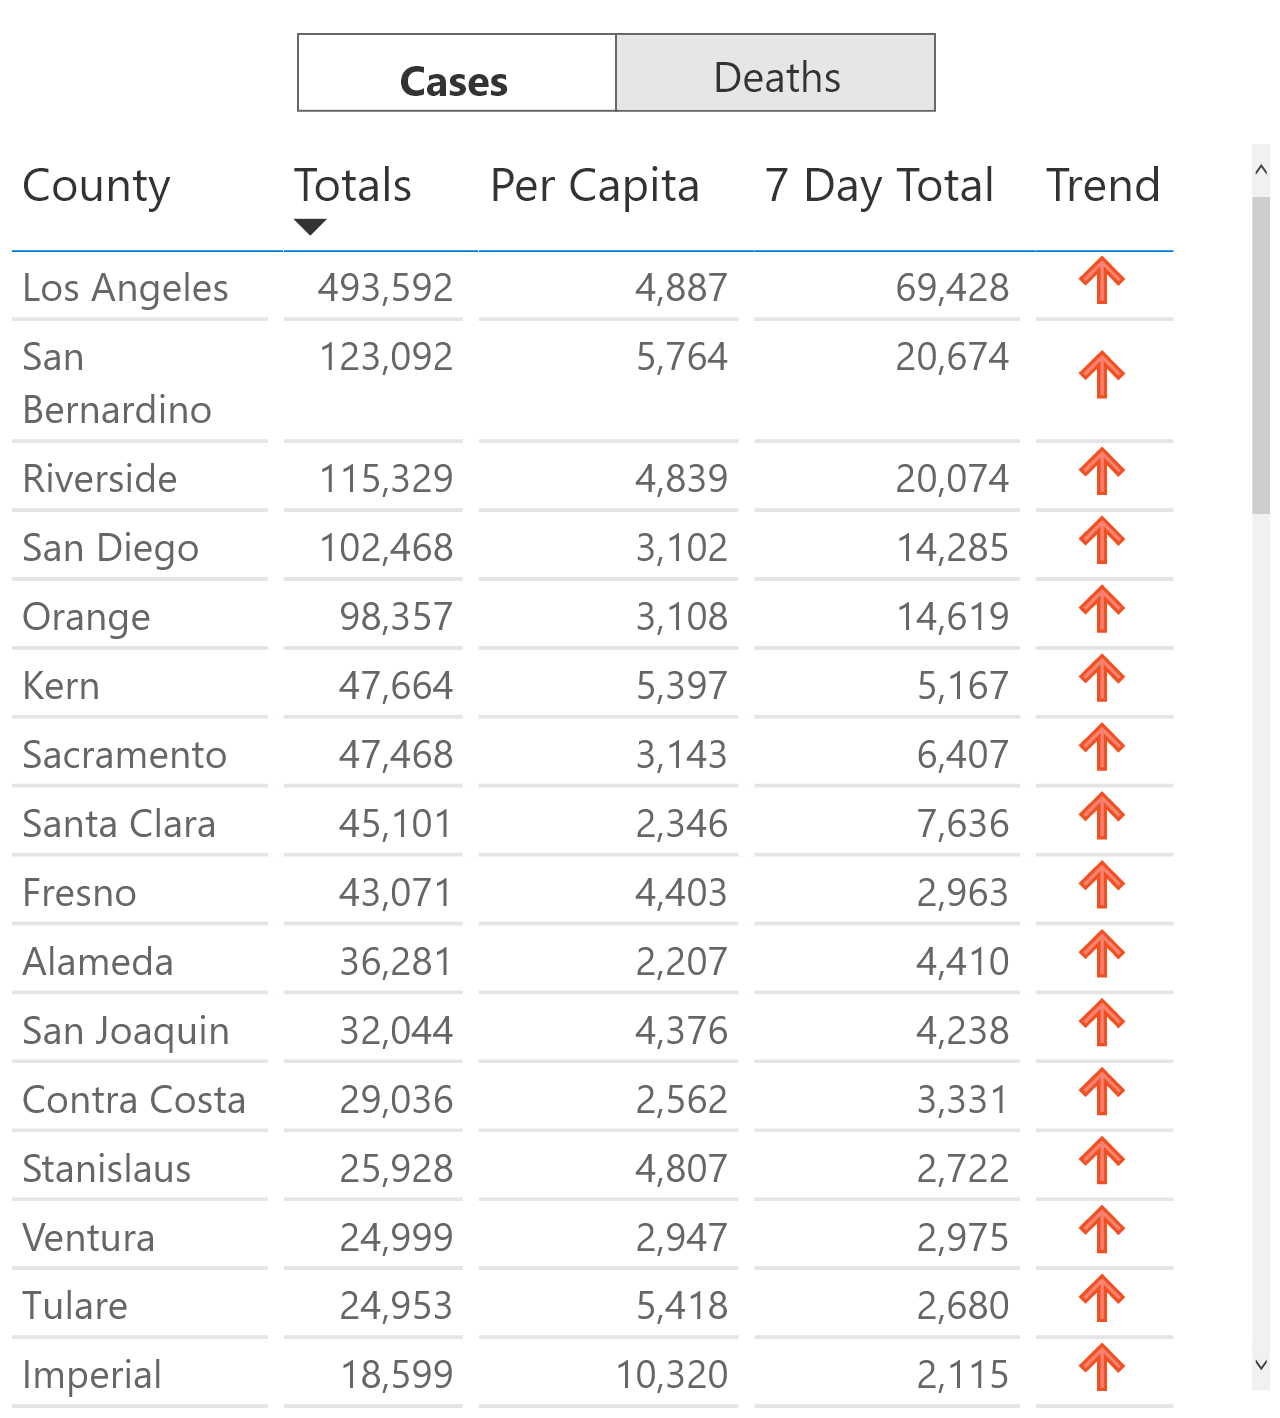 Cases Deaths
County Totals Per Capita 7 Day Total Trend
Los Angeles 493,592 4,887 69,428
San 123,092 5,764 20,674
Bernardino
Riverside 115,329 4,839 20,074
San Diego 102,468 3,102 14,285
Orange 98,357 3,108 14,619
Kern 47,664 5,397 5,167
Sacramento 47,468 3,143 6,407
Santa Clara 45,101 2,346 7,636
Fresno 43,071 4,403 2,963
Alameda 36,281 2,207 4,410
San Joaquin 32,044 4,376 4,238
Contra Costa 29,036 2,562 3,331
Stanislaus 25,928 4,807 2,722
Ventura 24,999 2,947 2,975
Tulare 24,953 5,418 2,680
Imperial 18,599 10,320 2,115